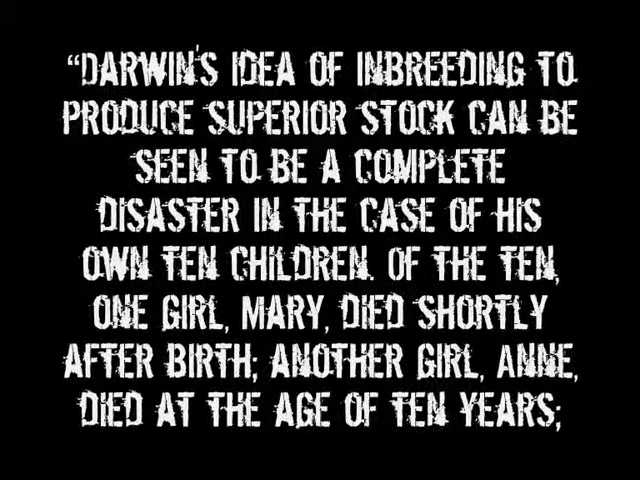 “DARWIN'S IDEA OF INBREEDING TO
PRODUCE SUPERIOR STOCK CAN BE
SEEN TO BE A COMPLETE
DISASTER IN THE CASE OF HIS
OWN TEN CHILDREN. OF THE TEN,
ONE GIRL, MARY, DIED SHORTLY
AFTER BIRTH; ANOTHER GIRL, ANNE,
DIED AT THE AGE OF TEN YEARS;